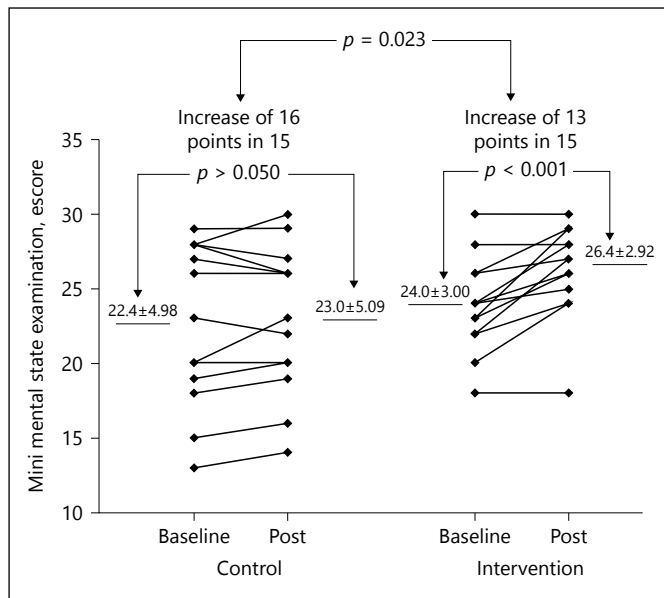 p = 0.023
Increase of 16
points in 15
Increase of 13
points in 15
p > 0.050
p < 0.001
Mini mental state examination, escore
35
30
25
20
15
10
22.4±4.98
23.0±5.09
24.0±3.00
26.4±2.92
Baseline Post Baseline Post
Control Intervention